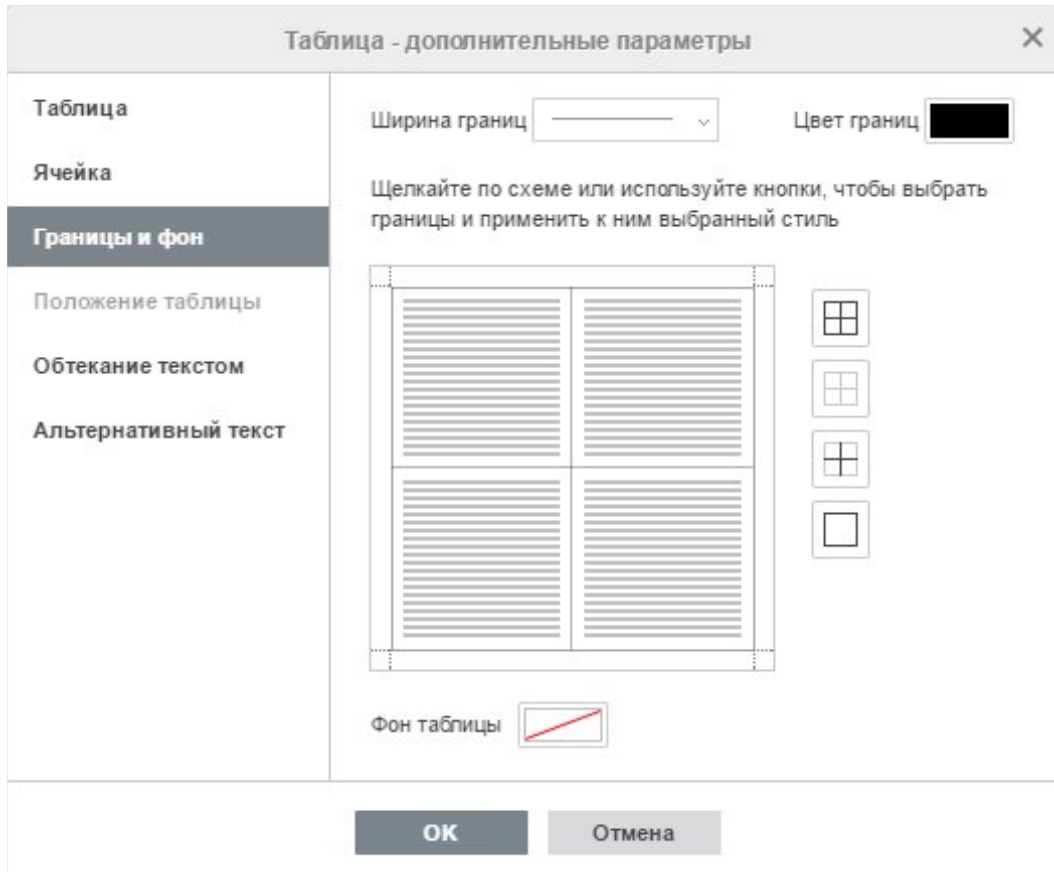 Таблица - дополнительные параметры
Таблица
Ячейка
Границы и фон
Положение таблицы
Обтекание текстом
Альтернативный текст
Ширина границ
Цвет границ
Щелкайте по схеме или используйте кнопки, чтобы выбрать
границы и применить к ним выбранный стиль
Фон таблицы
OK
Отмена